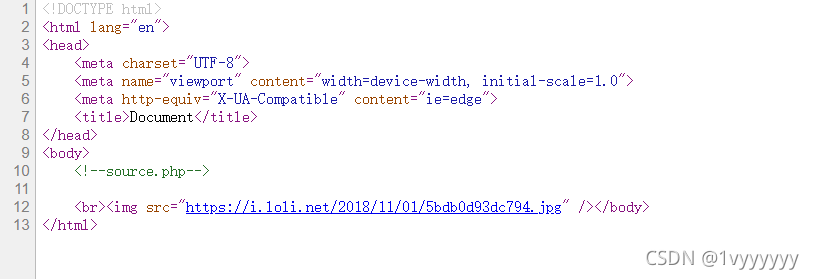 1 <!DOCTYPE html>
2 <html lang="en">
3 <head>
4 <meta charset="UTF-8">
5 <meta name="viewport" content="width=device-width, initial-scale=1.0">
6 <meta http-equiv="X-UA-Compatible" content="ie=edge">
7 <title>Document</title>
8 </head>
9 <body>
10 <!--source.php-->
11
12 <br><img src="https://i.loli.net/2018/11/01/5bdb0d93dc794.jpg" /></body>
13 </html>
CSDN @1vyyyyyy